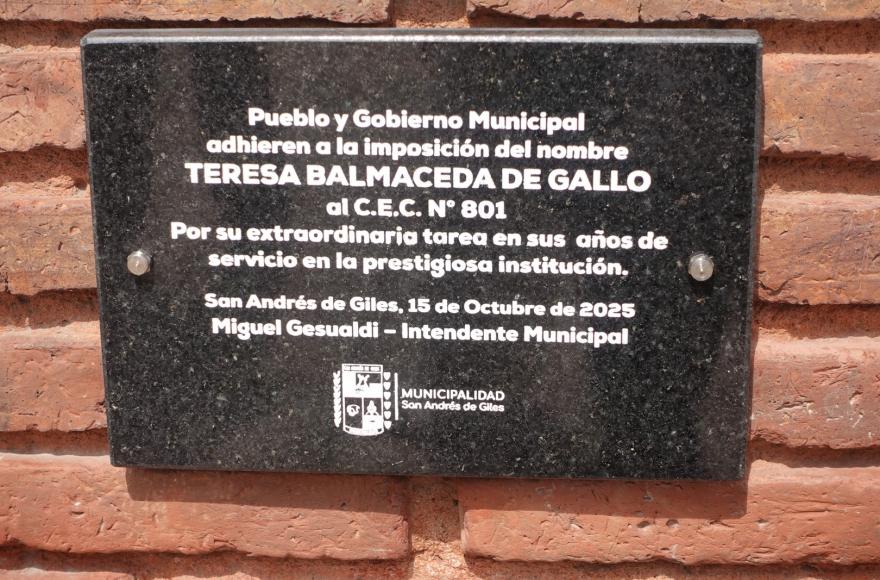 Pueblo y Gobierno Municipal
adhieren a la imposición del nombre
TERESA BALMACEDA DE GALLO
al C.E.C. N° 801
Por su extraordinaria tarea en sus años de
servicio en la prestigiosa institución.
San Andrés de Giles, 15 de Octubre de 2025
Miguel Gesualdi – Intendente Municipal
MUNICIPALIDAD
San Andrés de Giles